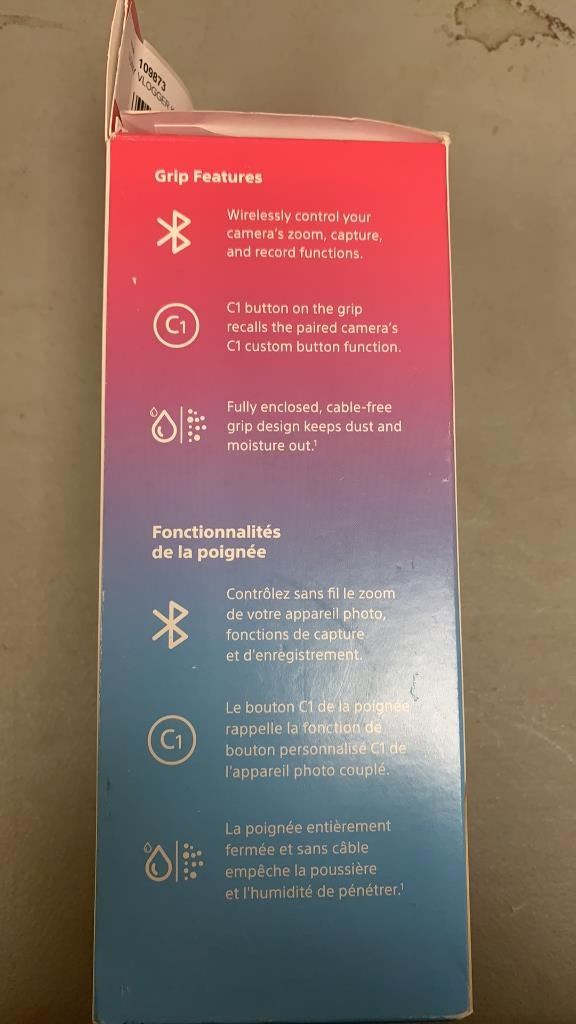 109873
VLOGGER
Grip Features
Wirelessly control your
camera's zoom, capture,
and record functions.
C1
C1 button on the grip
recalls the paired camera's
C1 custom button function.
Fully enclosed, cable-free
grip design keeps dust and
moisture out.¹
Fonctionnalités
de la poignée
Contrôlez sans fil le zoom
de votre appareil photo,
fonctions de capture
et d'enregistrement.
C1
Le bouton C1 de la poignée
rappelle la fonction de
bouton personnalisé C1 de
l'appareil photo couplé.
La poignée entièrement
fermée et sans câble
empêche la poussière
et l'humidité de pénétrer.¹